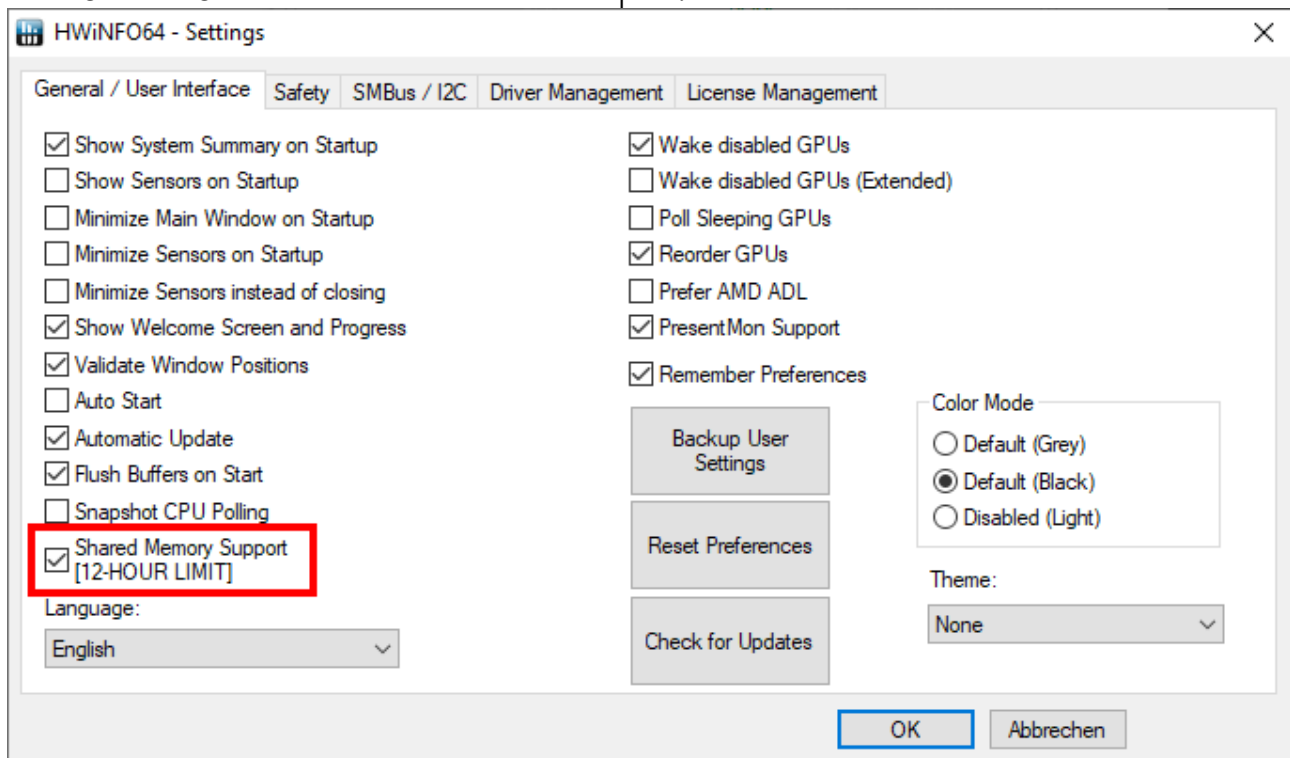 HWiNFO64 - Settings
General / User Interface
Safety
SMBus / I2C
Driver Management
License Management
Show System Summary on Startup
Show Sensors on Startup
Minimize Main Window on Startup
Minimize Sensors on Startup
Minimize Sensors instead of closing
Show Welcome Screen and Progress
Validate Window Positions
Auto Start
Automatic Update
Flush Buffers on Start
Snapshot CPU Polling
Shared Memory Support
[12-HOUR LIMIT]
Language:
English
Wake disabled GPUs
Wake disabled GPUs (Extended)
Poll Sleeping GPUs
Reorder GPUs
Prefer AMD ADL
PresentMon Support
Remember Preferences
Backup User
Settings
Reset Preferences
Check for Updates
Color Mode
Default (Grey)
Default (Black)
Disabled (Light)
Theme:
None
OK
Abbrechen